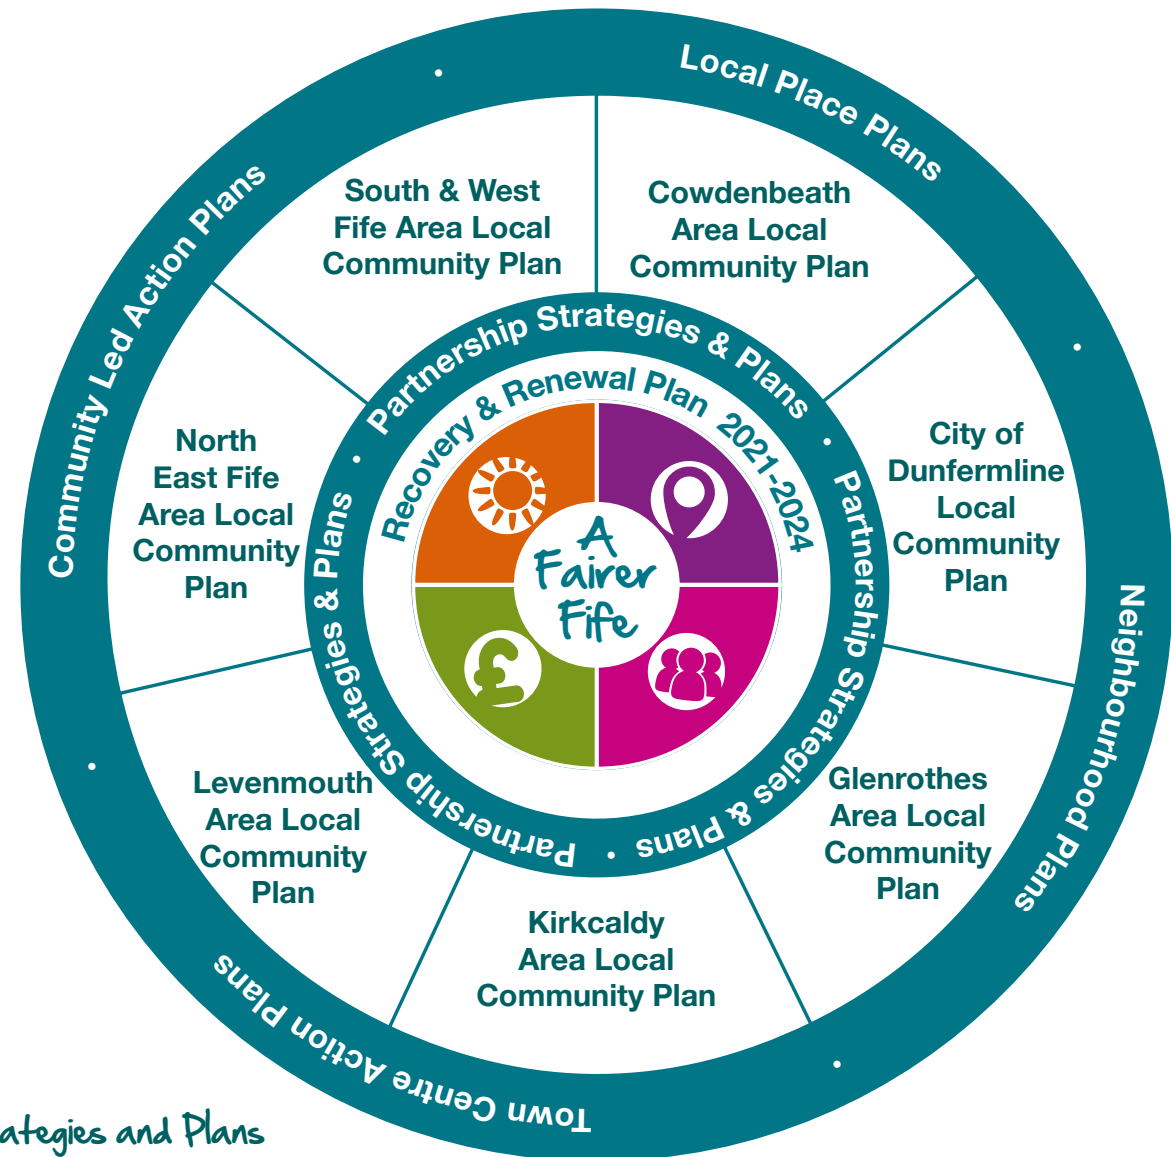 Local Place Plans
Community Led Action Plans
South & West
Fife Area Local
Community Plan
Cowdenbeath
Area Local
Community Plan
Partnership Strategies & Plans
Recovery & Renewal Plan 2021-2024
North
East Fife
Area Local
Community
Plan
City of
Dunfermline
Local
Community
Plan
A
Fairer
Fife
£
Partnership Strategies & Plans
Partnership Strategies & Plans
Neighbourhood Plans
Levenmouth
Area Local
Community
Plan
Glenrothes
Area Local
Community
Plan
Kirkcaldy
Area Local
Community Plan
Town Centre Action Plans
ategies and Plans